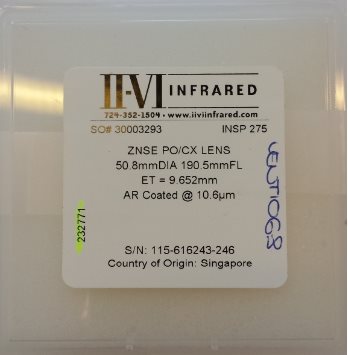 II-VI INFRARED
724-352-1504 • www.iiviinfrared.com
SO# 30003293 INSP 275
ZNSE PO/CX LENS
50.8mmDIA 190.5mmFL
ET = 9.652mm
AR Coated @ 10.6µm
232771
S/N: 115-616243-246
Country of Origin: Singapore